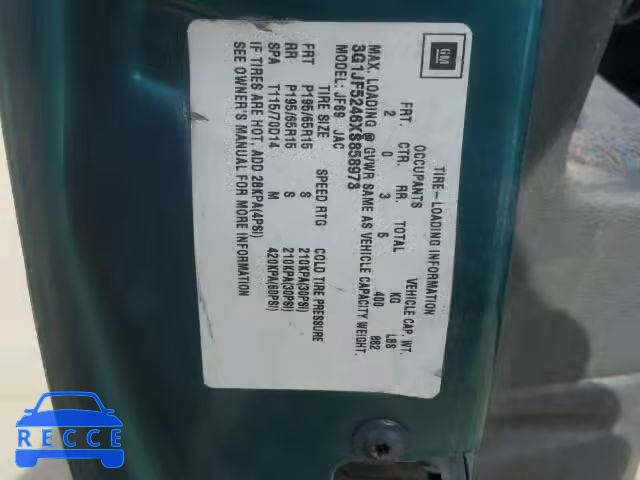 GM
TIRE-LOADING INFORMATION
OCCUPANTS VEHICLE CAP. WT.
FRT. CTR. RR. TOTAL KG LBS
2 0 3 5 400 882
MAX. LOADING @ GVWR SAME AS VEHICLE CAPACITY WEIGHT.
3G1JF5246XS858973
MODEL: JF69 JAC
TIRE SIZE SPEED RTG COLD TIRE PRESSURE
FRT P195/65R15 S 210KPA(30PSI)
RR P195/65R15 S 210KPA(30PSI)
SPA T115/70D14 M 420KPA(60PSI)
IF TIRES ARE HOT, ADD 28KPA(4PSI)
SEE OWNER'S MANUAL FOR MORE INFORMATION
RECCE